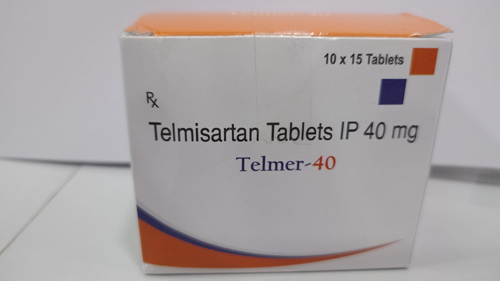 10 x 15 Tablets
Rx
Telmisartan Tablets IP 40 mg
Telmer-40